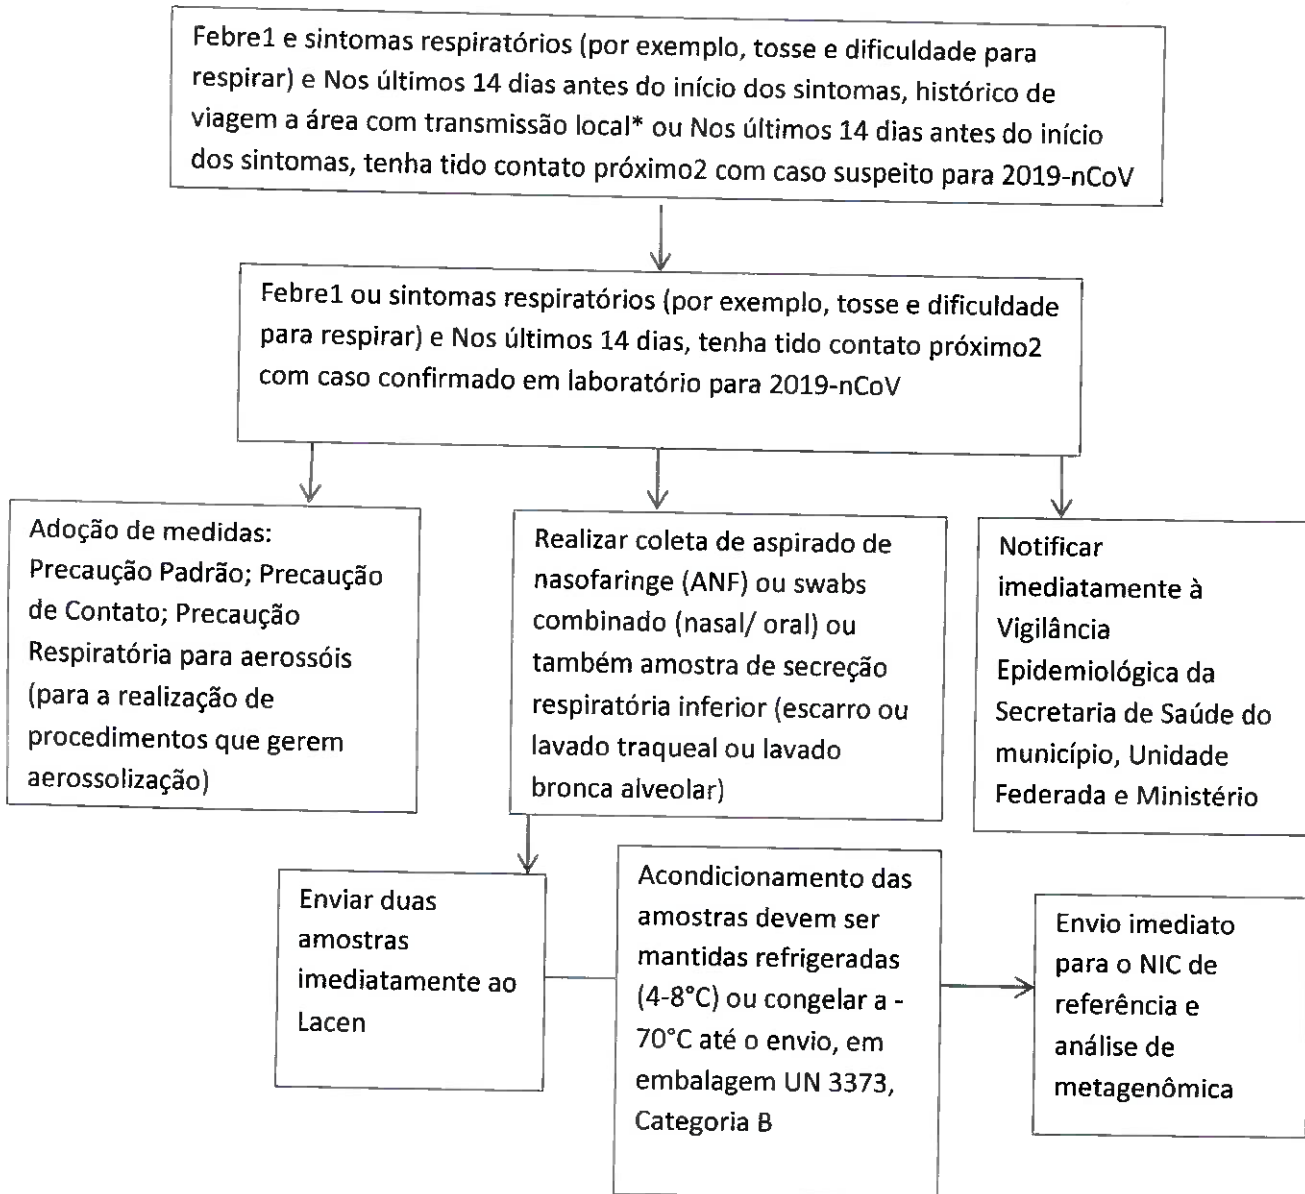 Febre1 e sintomas respiratórios (por exemplo, tosse e dificuldade para
respirar) e Nos últimos 14 dias antes do início dos sintomas, histórico de
viagem a área com transmissão local* ou Nos últimos 14 dias antes do início
dos sintomas, tenha tido contato próximo2 com caso suspeito para 2019-nCoV
Febre1 ou sintomas respiratórios (por exemplo, tosse e dificuldade
para respirar) e Nos últimos 14 dias, tenha tido contato próximo2
com caso confirmado em laboratório para 2019-nCoV
Adoção de medidas:
Precaução Padrão; Precaução
de Contato; Precaução
Respiratória para aerossóis
(para a realização de
procedimentos que gerem
aerossolização)
Realizar coleta de aspirado de
nasofaringe (ANF) ou swabs
combinado (nasal/ oral) ou
também amostra de secreção
respiratória inferior (escarro ou
lavado traqueal ou lavado
bronca alveolar)
Notificar
imediatamente à
Vigilância
Epidemiológica da
Secretaria de Saúde do
município, Unidade
Federada e Ministério
Enviar duas
amostras
imediatamente ao
Lacen
Acondicionamento das
amostras devem ser
mantidas refrigeradas
(4-8°C) ou congelar a -
70°C até o envio, em
embalagem UN 3373,
Categoria B
Envio imediato
para o NIC de
referência e
análise de
metagenômica